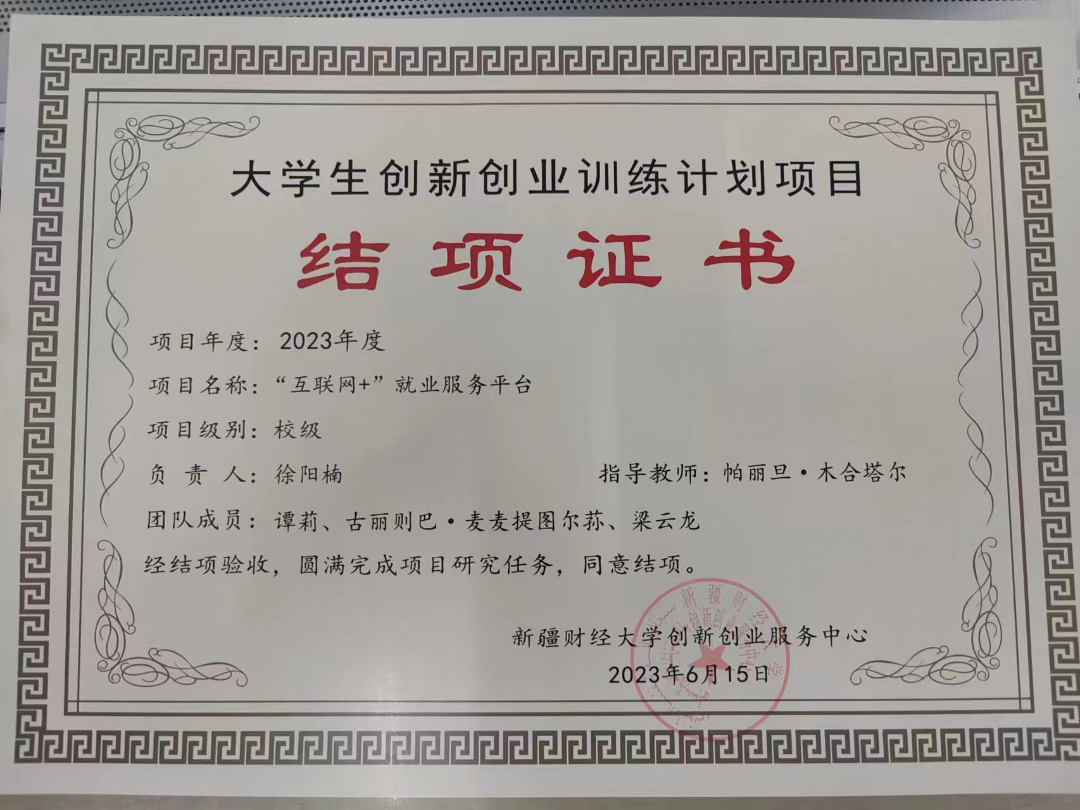 大学生创新创业训练计划项目
结项证书
项目年度： 2023年度
项目名称：“互联网+”就业服务平台
项目级别：校级
负 责 人：徐阳楠 指导教师：帕丽旦·木合塔尔
团队成员：谭莉、古丽则巴·麦麦提图尔荪、梁云龙
经结项验收，圆满完成项目研究任务，同意结项。
新疆财经大学创新创业服务中心
2023年6月15日
新疆财经大学